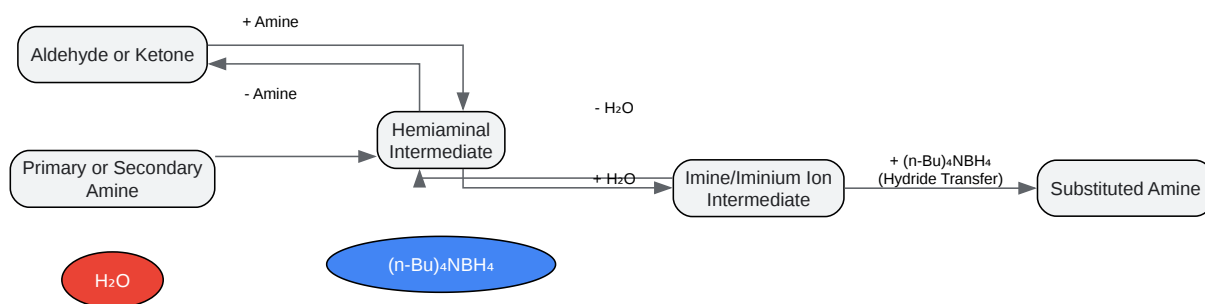 + Amine
Aldehyde or Ketone
- Amine
- H₂O
Hemiaminal
Intermediate
Primary or Secondary
Amine
+ H₂O
Imine/Iminium Ion
Intermediate
+ (n-Bu)₄NBH₄
(Hydride Transfer)
Substituted Amine
H₂O
(n-Bu)₄NBH₄